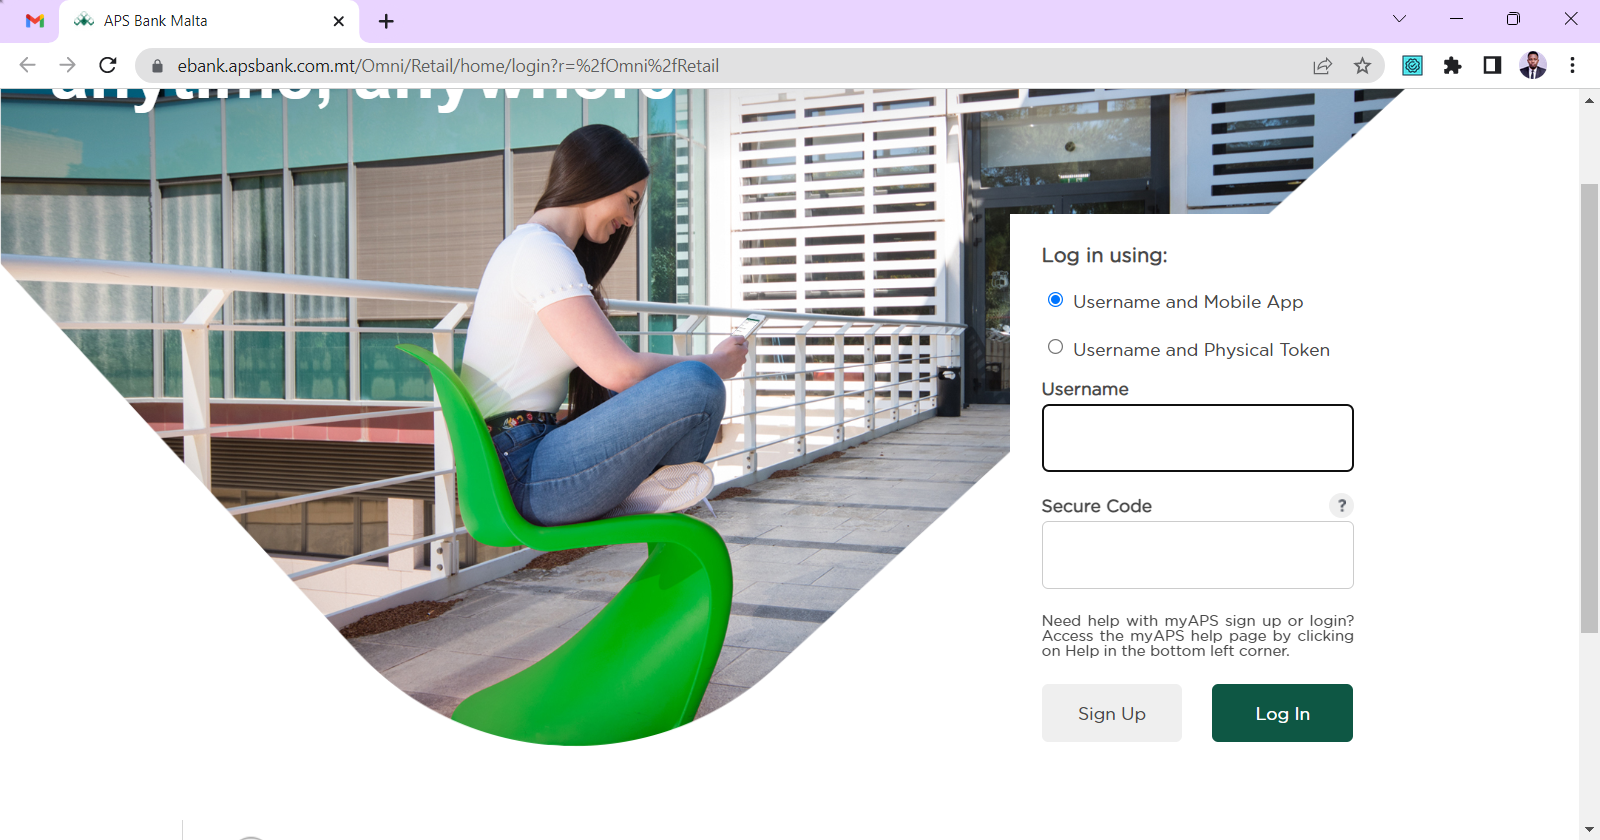 APS Bank Malta
ebank.apsbank.com.mt/Omni/Retail/home/login?r=%2fOmni%2fRetail
anytime, anywhere
Log in using:
Username and Mobile App
Username and Physical Token
Username
Secure Code
?
Need help with myAPS sign up or login?
Access the myAPS help page by clicking
on Help in the bottom left corner.
Sign Up
Log In